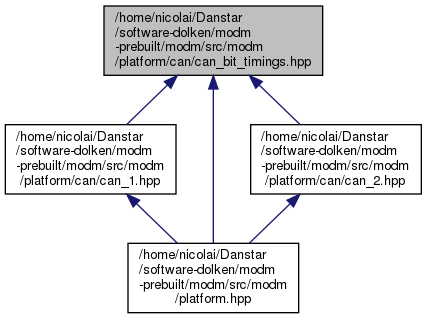 /home/nicolai/Danstar
/software-dolken/modm
-prebuilt/modm/src/modm
/platform/can/can_bit_timings.hpp
/home/nicolai/Danstar
/software-dolken/modm
-prebuilt/modm/src/modm
/platform/can/can_1.hpp
/home/nicolai/Danstar
/software-dolken/modm
-prebuilt/modm/src/modm
/platform/can/can_2.hpp
/home/nicolai/Danstar
/software-dolken/modm
-prebuilt/modm/src/modm
/platform.hpp